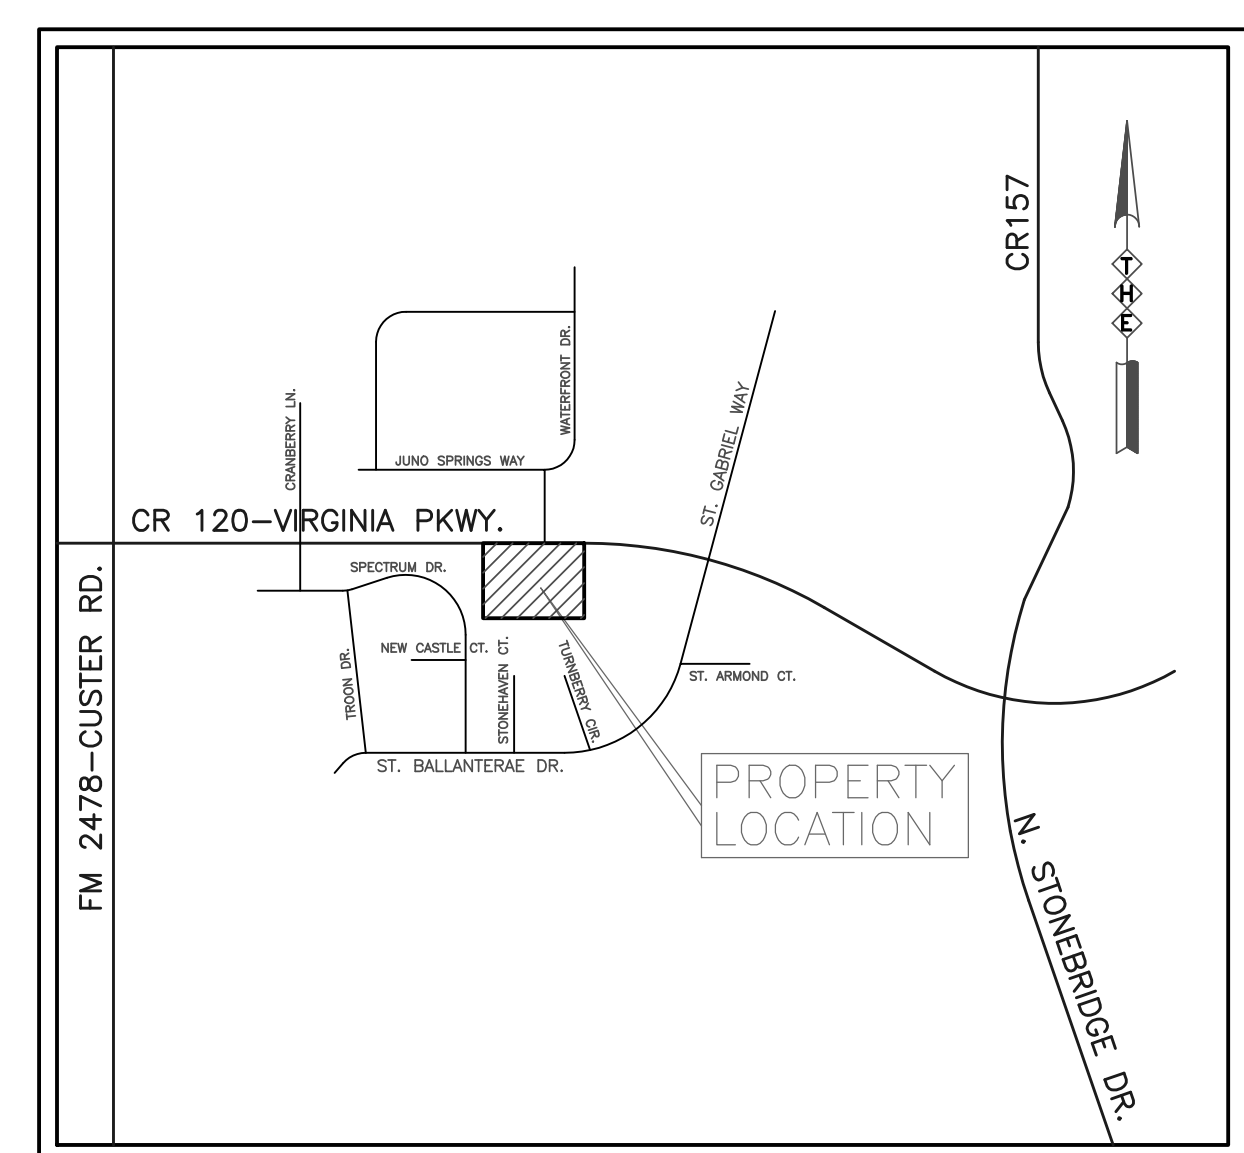 CR157
T
H
E
WATERFRONT DR.
CRANBERRY LN.
ST. GABRIEL WAY
JUNO SPRINGS WAY
CR 120-VIRGINIA PKWY.
SPECTRUM DR.
FM 2478-CUSTER RD.
NEW CASTLE CT.
TROON DR.
STONEHAVEN CT.
TURNBERRY CIR.
ST. ARMOND CT.
ST. BALLANTERAE DR.
PROPERTY
LOCATION
N. STONEBRIDGE DR.